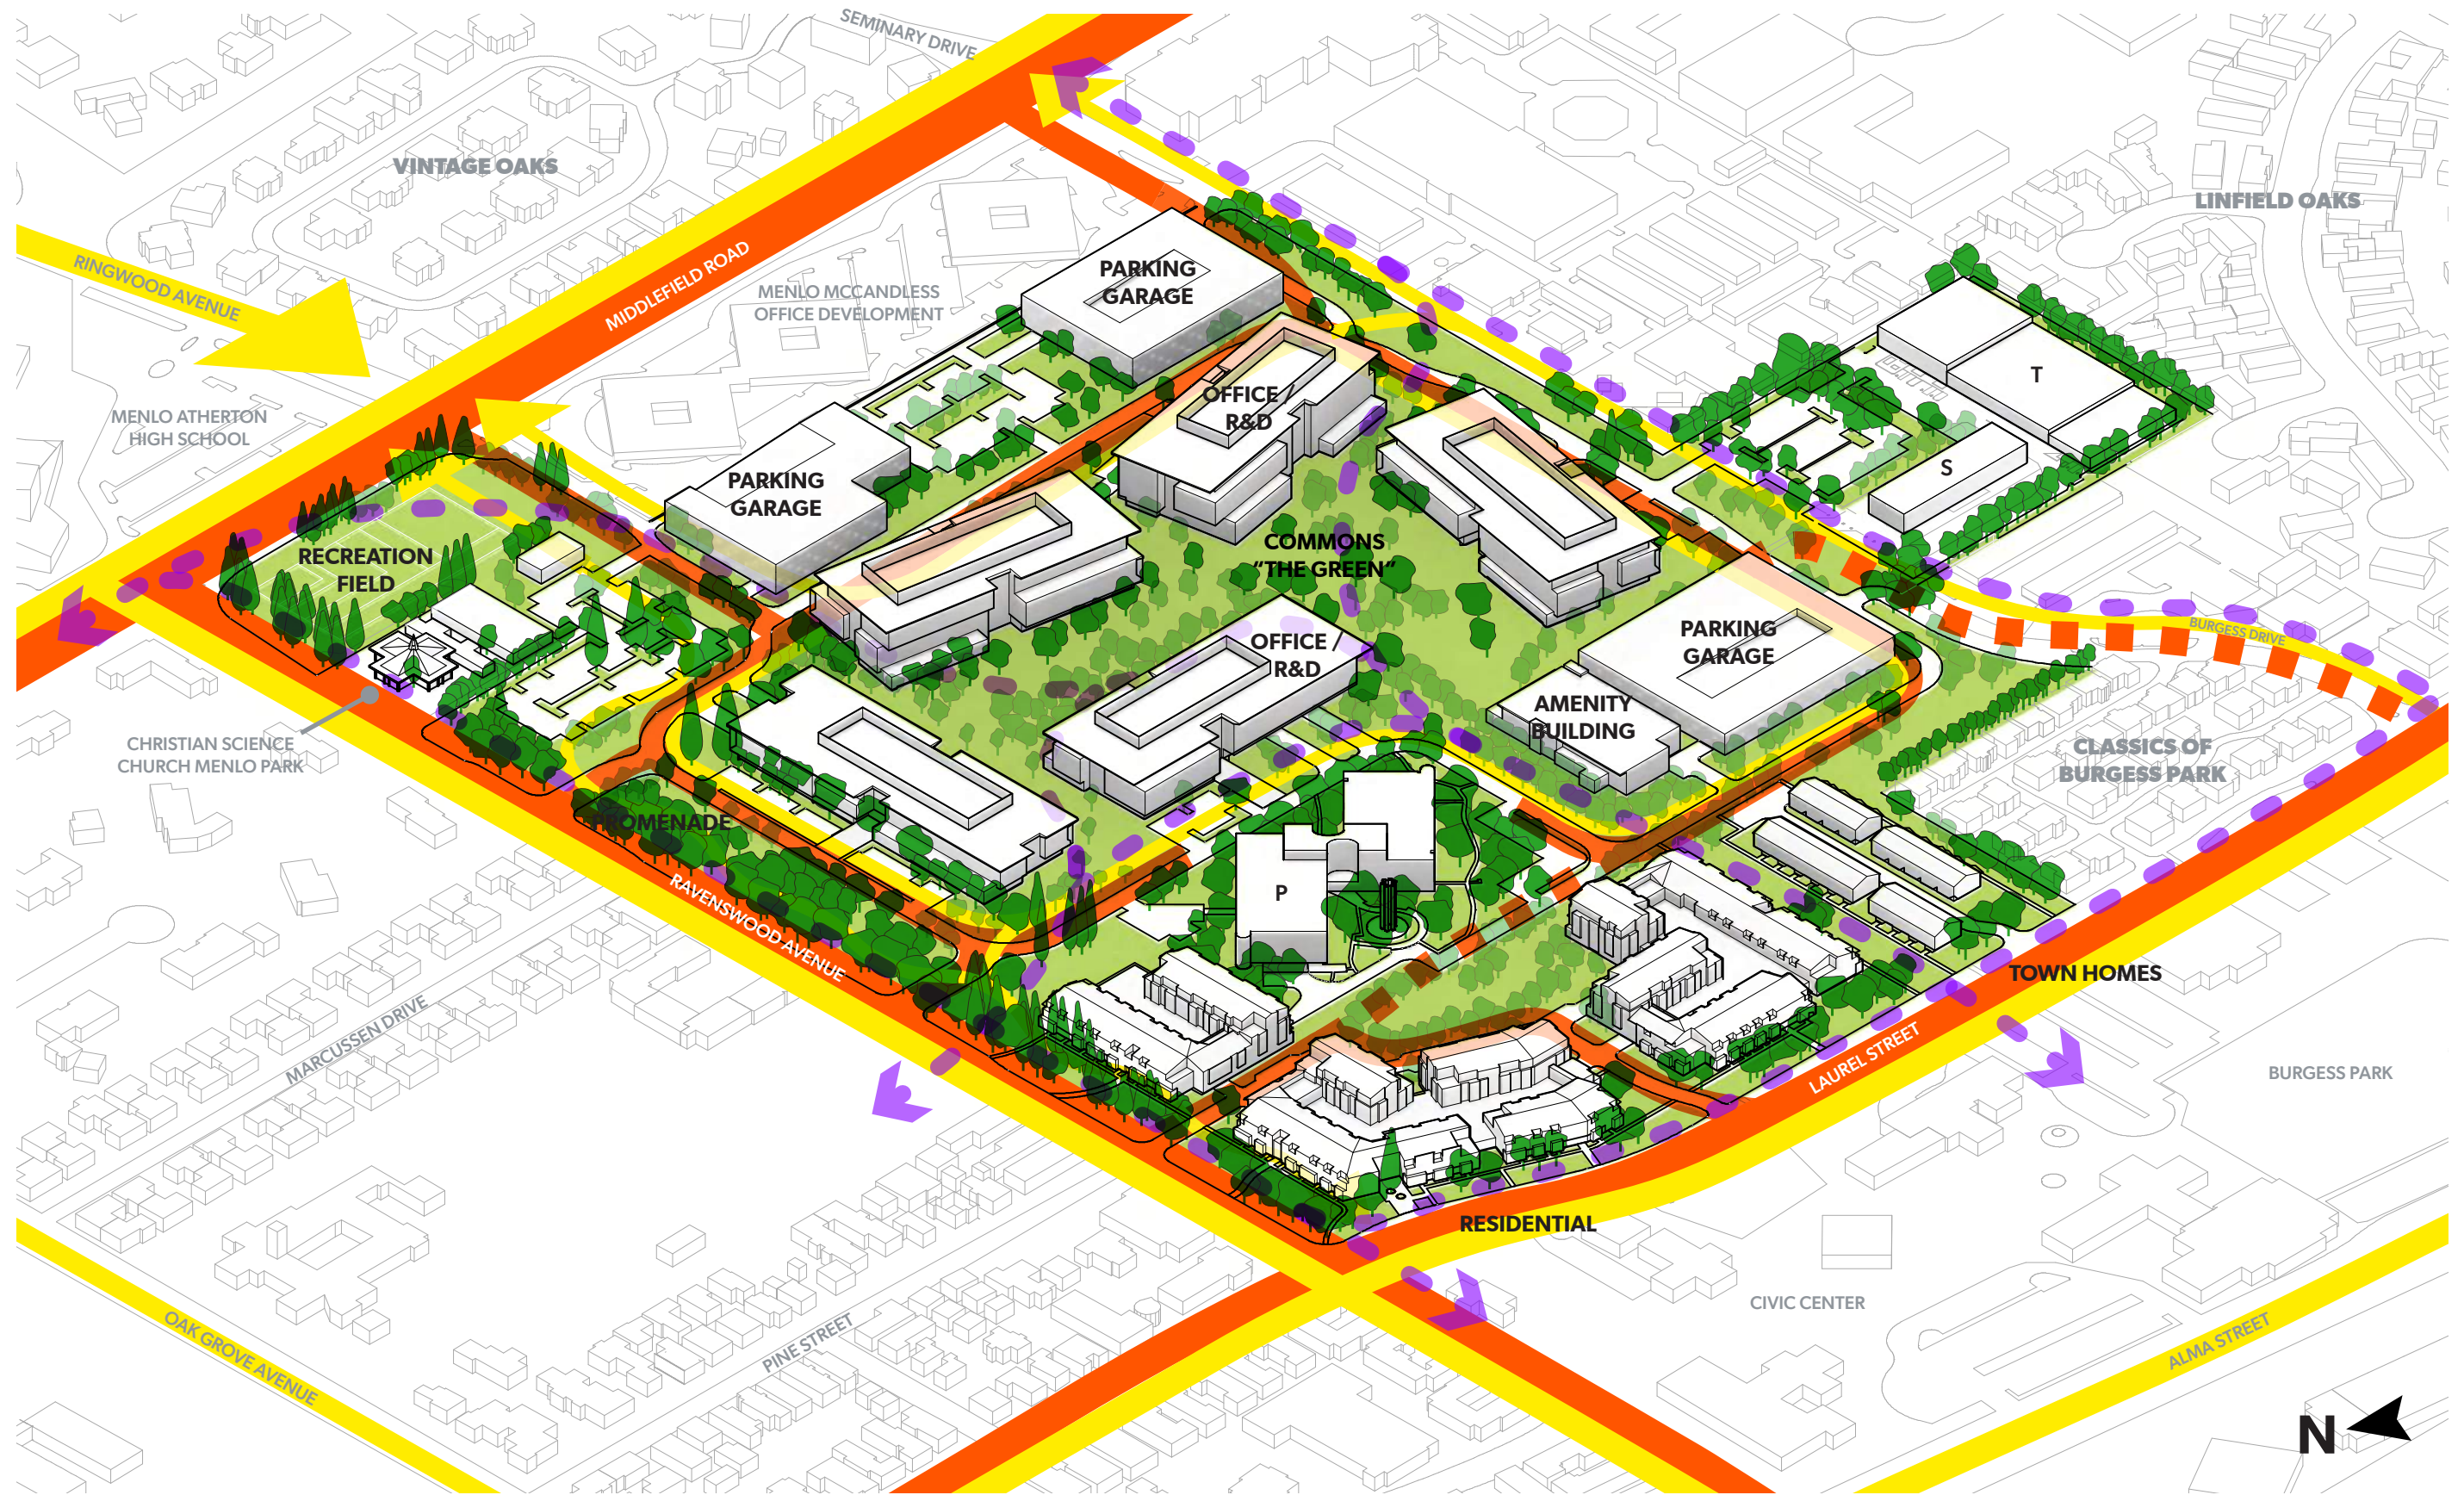 SEMINARY DRIVE
VINTAGE OAKS
LINFIELD OAKS
RINGWOOD AVENUE
MIDDLEFIELD ROAD
MENLO MCCANDLESS
OFFICE DEVELOPMENT
PARKING
GARAGE
T
MENLO ATHERTON
HIGH SCHOOL
OFFICE /
R&D
S
PARKING
GARAGE
RECREATION
FIELD
COMMONS
“THE GREEN”
OFFICE /
R&D
PARKING
GARAGE
BURGESS DRIVE
AMENITY
BUILDING
CHRISTIAN SCIENCE
CHURCH MENLO PARK
CLASSICS OF
BURGESS PARK
PROMENADE
RAVENSWOOD AVENUE
P
TOWN HOMES
MARCUSSEN DRIVE
LAUREL STREET
BURGESS PARK
RESIDENTIAL
CIVIC CENTER
OAK GROVE AVENUE
PINE STREET
ALMA STREET
N